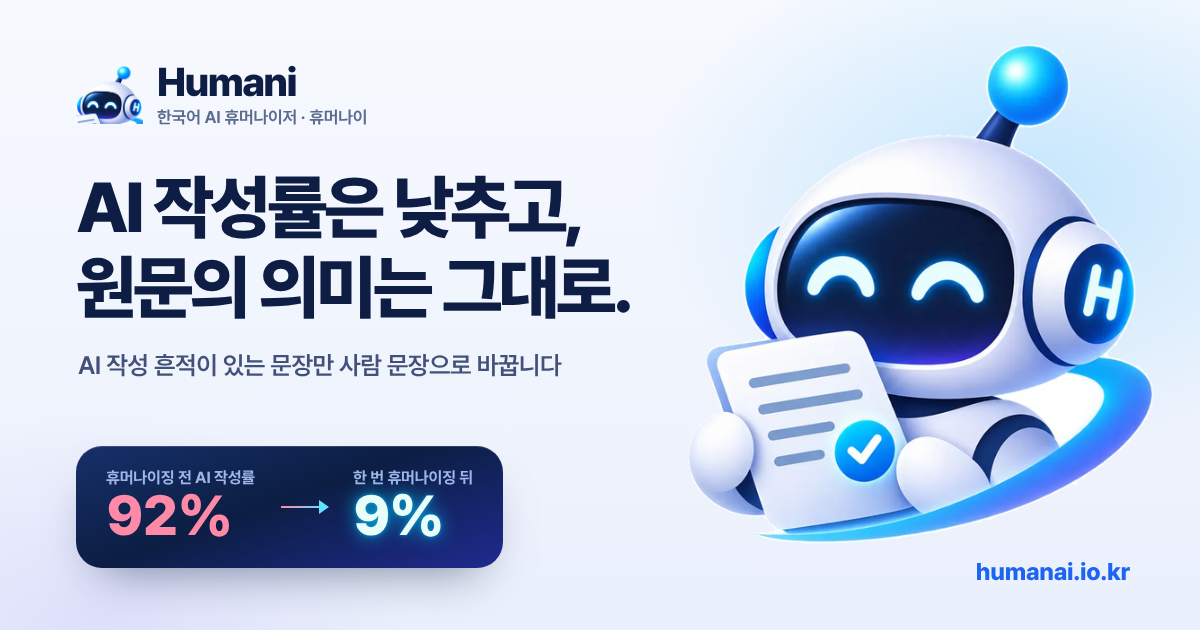 Humani
한국어 AI 휴머나이저 · 휴머나이
AI 작성률은 낮추고,
원문의 의미는 그대로.
AI 작성 흔적이 있는 문장만 사람 문장으로 바꿉니다
휴머나이징 전 AI 작성률
92%
한 번 휴머나이징 뒤
9%
H
H
humanai.io.kr